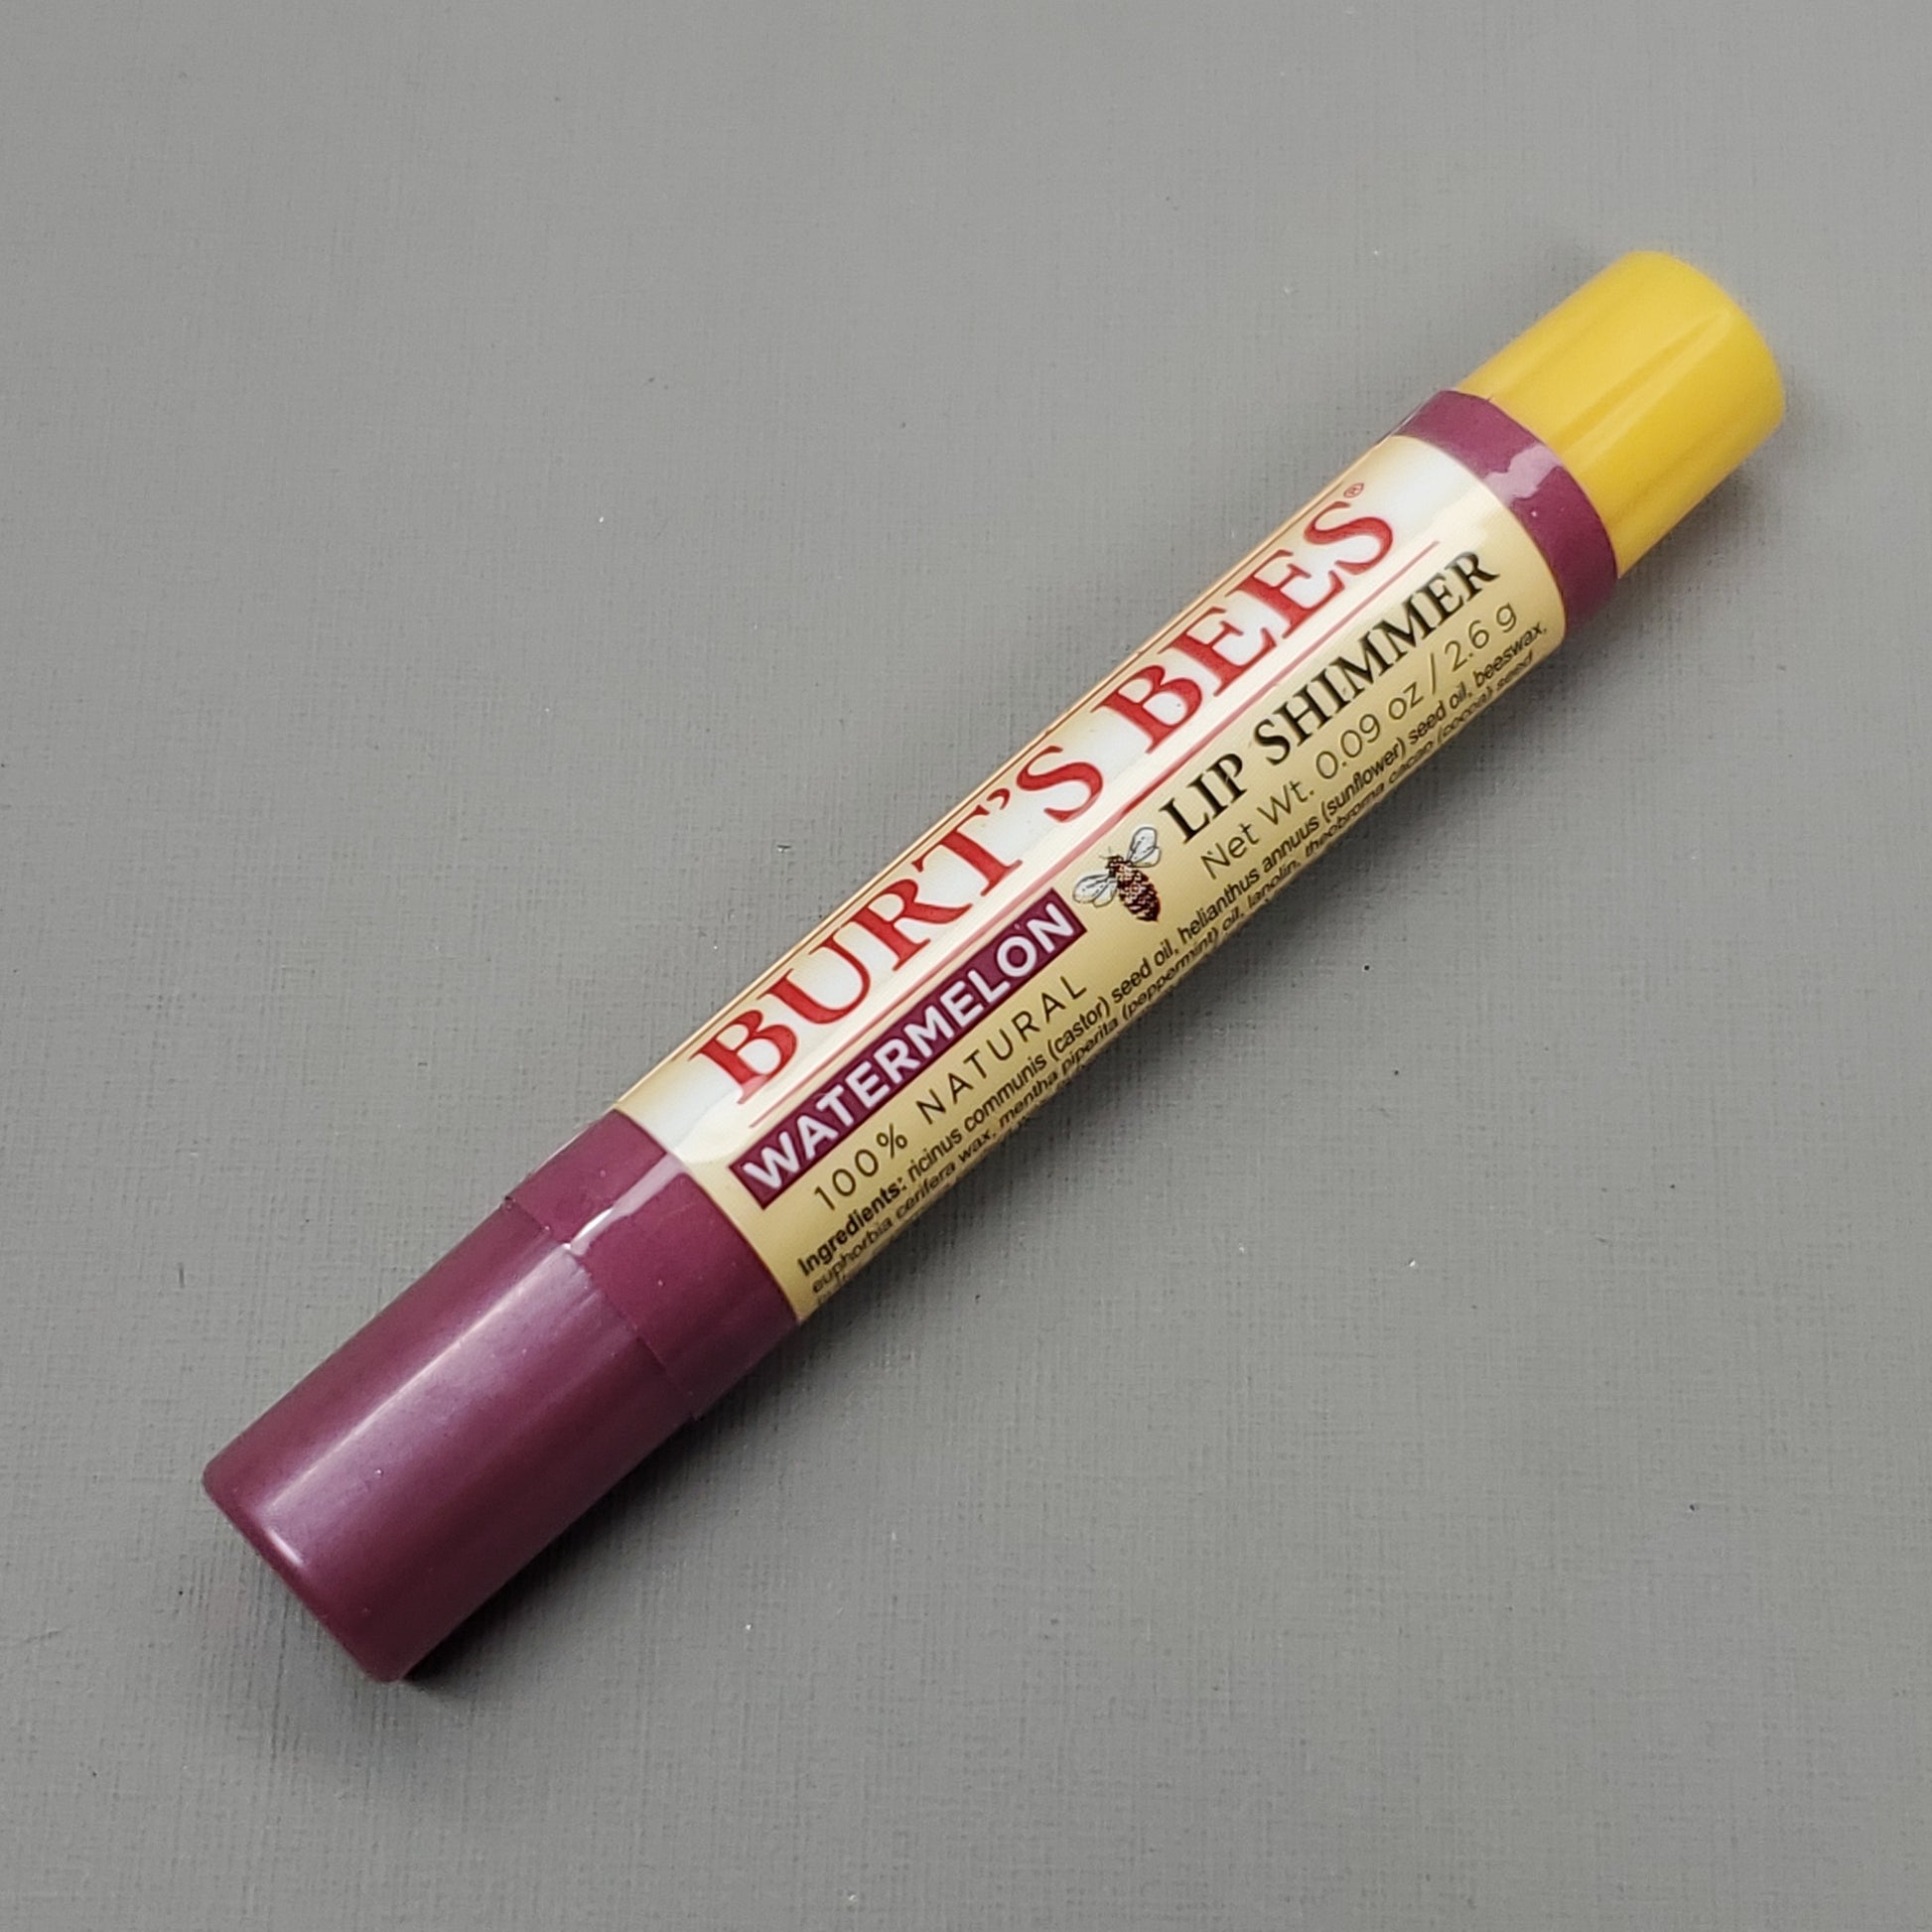 BURT'S BEES®
WATERMELON
LIP SHIMMER
100% NATURAL
Net Wt. 0.09 oz / 2.6 g
Ingredients: ricinus communis (castor) seed oil, helianthus annuus (sunflower) seed oil, beeswax,
euphorbia cerifera wax, mentha piperita (peppermint) oil, lanolin, theobroma cacao (cocoa) seed